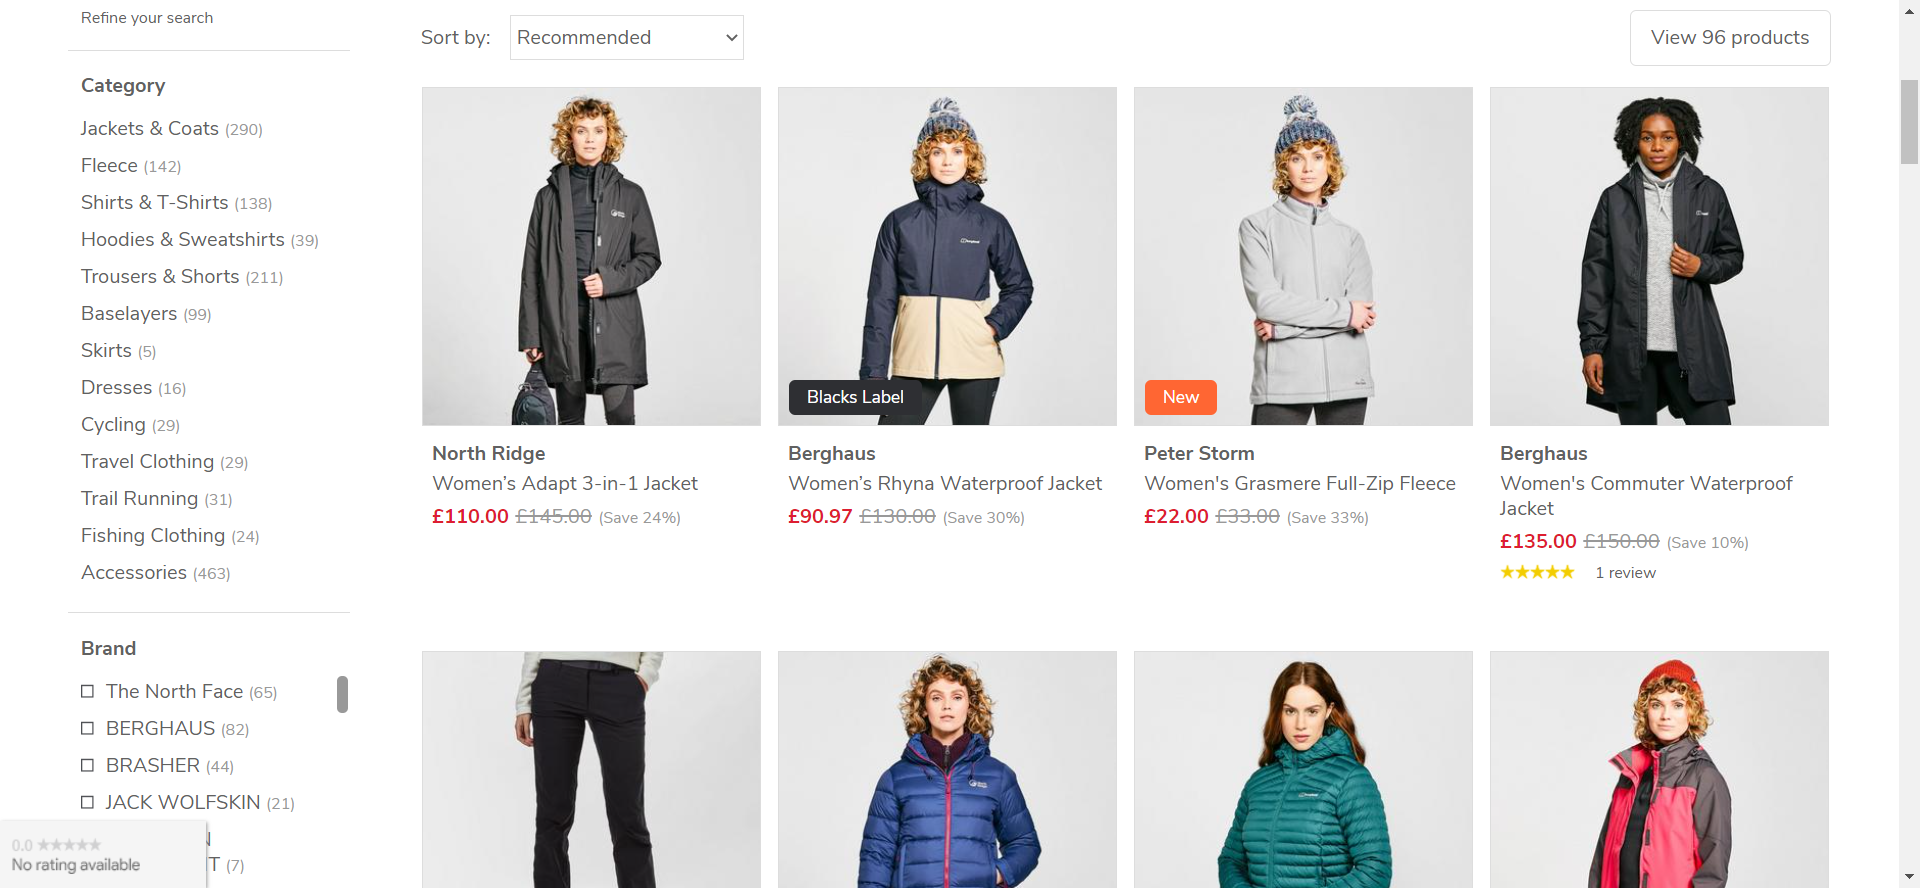 Refine your search
Sort by:
Recommended
View 96 products
Category
Jackets & Coats (290)
Fleece (142)
Shirts & T-Shirts (138)
Hoodies & Sweatshirts (39)
Trousers & Shorts (211)
Baselayers (99)
Skirts (5)
Dresses (16)
Cycling (29)
Travel Clothing (29)
Trail Running (31)
Fishing Clothing (24)
Accessories (463)
Brand
The North Face (65)
BERGHAUS (82)
BRASHER (44)
JACK WOLFSKIN (21)
N
T (7)
0.0
No rating available
North Ridge
Women’s Adapt 3-in-1 Jacket
£110.00 £145.00 (Save 24%)
Blacks Label
Berghaus
Women’s Rhyna Waterproof Jacket
£90.97 £130.00 (Save 30%)
New
Peter Storm
Women's Grasmere Full-Zip Fleece
£22.00 £33.00 (Save 33%)
Berghaus
Women's Commuter Waterproof
Jacket
£135.00 £150.00 (Save 10%)
1 review